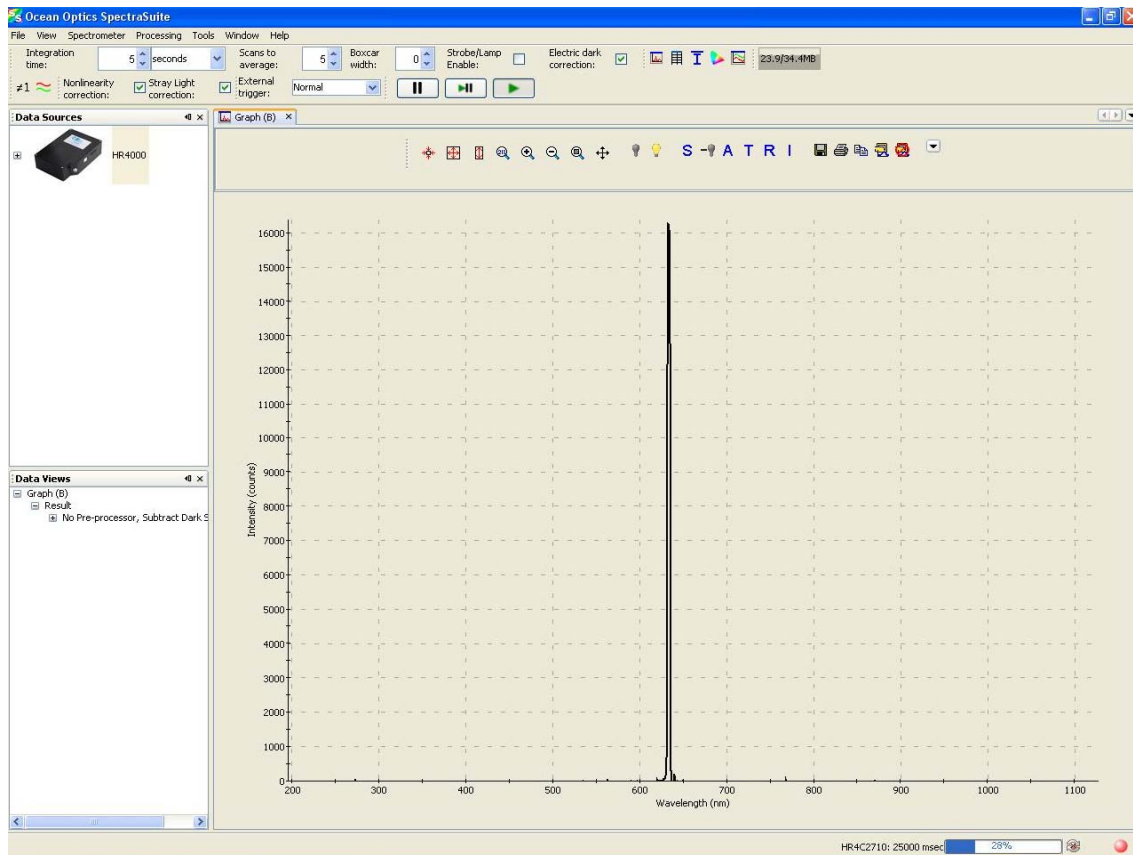 Ocean Optics SpectraSuite
File View Spectrometer Processing Tools Window Help
Integration time: 5 seconds Scans to average: 5 Boxcar width: 0 Strobe/Lamp Enable: Electric dark correction: 23.9/34.4MB
≠1 Nonlinearity correction: Stray Light correction: External trigger: Normal
Data Sources
Graph (B)
HR4000
S A T R I
16000
15000
14000
13000
12000
11000
10000
9000
8000
7000
6000
5000
4000
3000
2000
1000
0
Intensity (counts)
200 300 400 500 600 700 800 900 1000 1100
Wavelength (nm)
Data Views
Graph (B)
Result
No Pre-processor, Subtract Dark S
HR4C2710: 25000 msec 28%